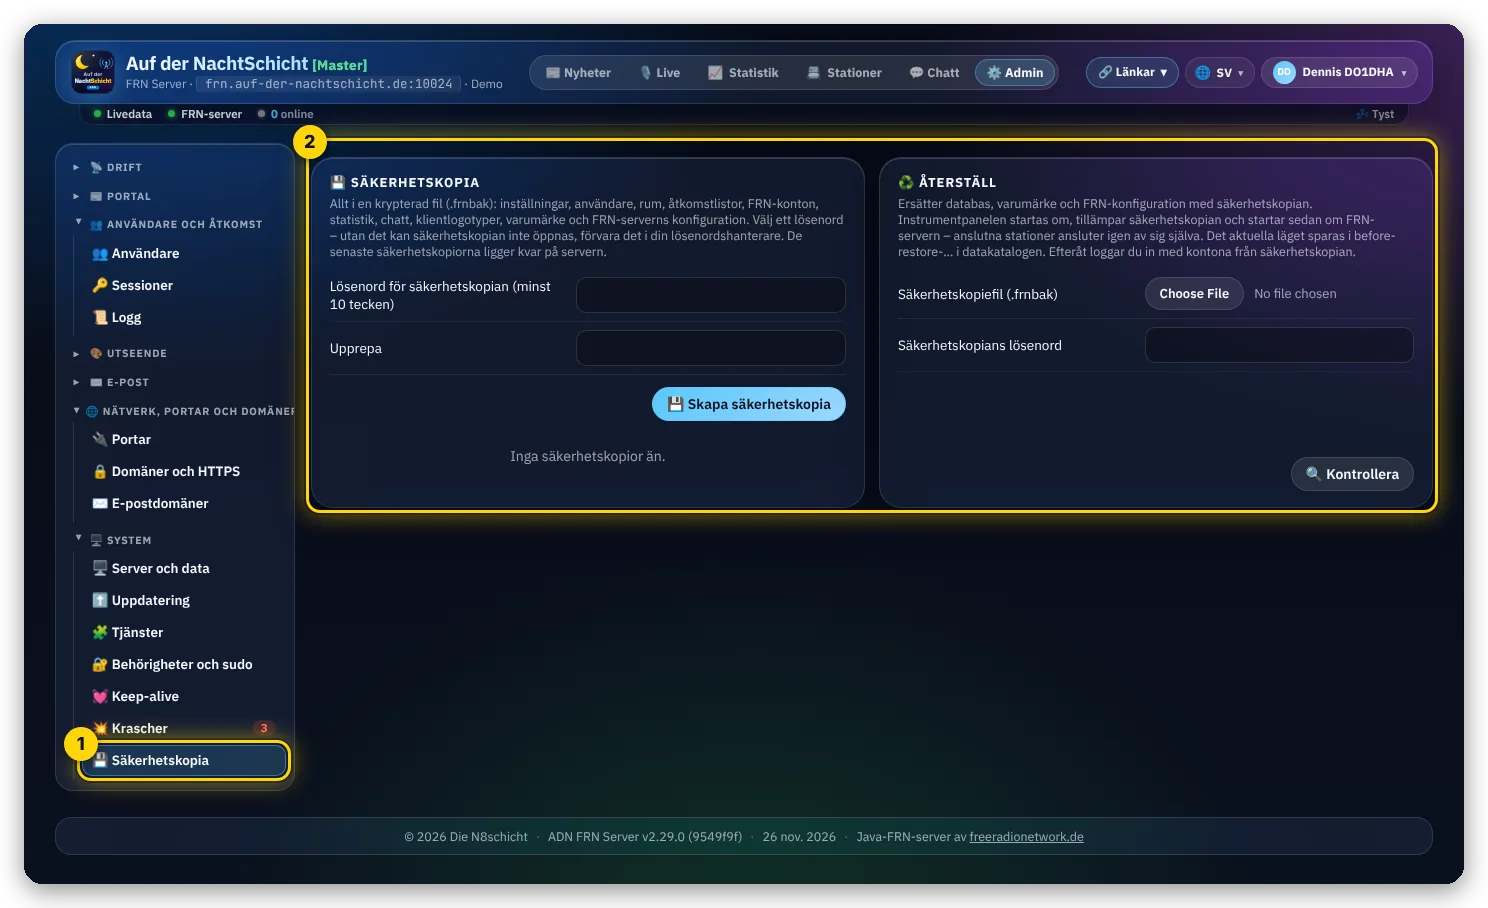 Auf der NachtSchicht [Master]
FRN Server · frn.auf-der-nachtschicht.de:10024 · Demo
Nyheter
Live
Statistik
Stationer
Chatt
Admin
Länkar ▾
SV ▾
DD
Dennis DO1DHA ▾
Auf der
NachtSchicht
Livedata
FRN-server
0 online
Tyst
DRIFT
PORTAL
ANVÄNDARE OCH ÅTKOMST
Användare
Sessioner
Logg
UTSEENDE
E-POST
NÄTVERK, PORTAR OCH DOMÄNER
Portar
Domäner och HTTPS
E-postdomäner
SYSTEM
Server och data
Uppdatering
Tjänster
Behörigheter och sudo
Keep-alive
Krascher 3
1
Säkerhetskopia
2
SÄKERHETSKOPIA
Allt i en krypterad fil (.frnbak): inställningar, användare, rum, åtkomstlistor, FRN-konton,
statistik, chatt, klientlogotyper, varumärke och FRN-serverns konfiguration. Välj ett lösenord
– utan det kan säkerhetskopian inte öppnas, förvara det i din lösenordshanterare. De
senaste säkerhetskopiorna ligger kvar på servern.
Lösenord för säkerhetskopian (minst
10 tecken)
Upprepa
Skapa säkerhetskopia
Inga säkerhetskopior än.
ÅTERSTÄLL
Ersätter databas, varumärke och FRN-konfiguration med säkerhetskopian.
Instrumentpanelen startas om, tillämpar säkerhetskopian och startar sedan om FRN-
servern – anslutna stationer ansluter igen av sig själva. Det aktuella läget sparas i before-
restore-… i datakatalogen. Efteråt loggar du in med kontona från säkerhetskopian.
Säkerhetskopiefil (.frnbak)
Choose File No file chosen
Säkerhetskopians lösenord
Kontrollera
© 2026 Die N8schicht · ADN FRN Server v2.29.0 (9549f9f) · 26 nov. 2026 · Java-FRN-server av freeradionetwork.de